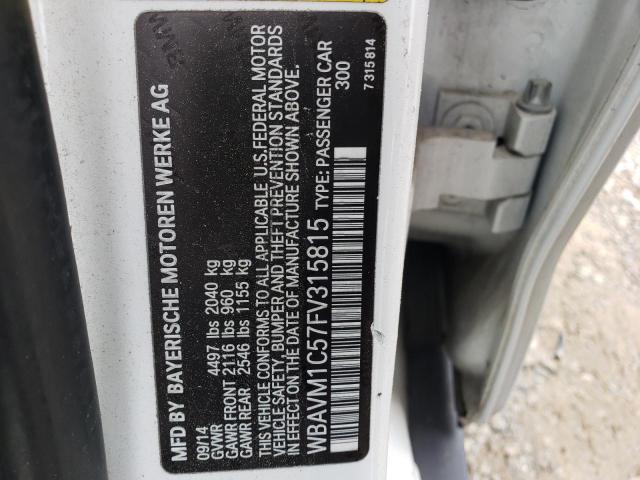 MFD BY BAYERISCHE MOTOREN WERKE AG
BMW
09/14
GVWR 4497 lbs 2040 kg
GAWR FRONT 2116 lbs 960 kg
GAWR REAR 2546 lbs 1155 kg
THIS VEHICLE CONFORMS TO ALL APPLICABLE U.S. FEDERAL MOTOR
VEHICLE SAFETY, BUMPER AND THEFT PREVENTION STANDARDS
IN EFFECT ON THE DATE OF MANUFACTURE SHOWN ABOVE.
WBAVM1C57FV315815 TYPE: PASSENGER CAR
300
7 315 814